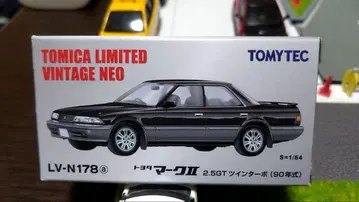 TOMICA LIMITED
VINTAGE NEO
TOMYTEC
S=1/64
LV-N178ⓐ
トヨタ マークⅡ 2.5GT ツインターボ (90年式)